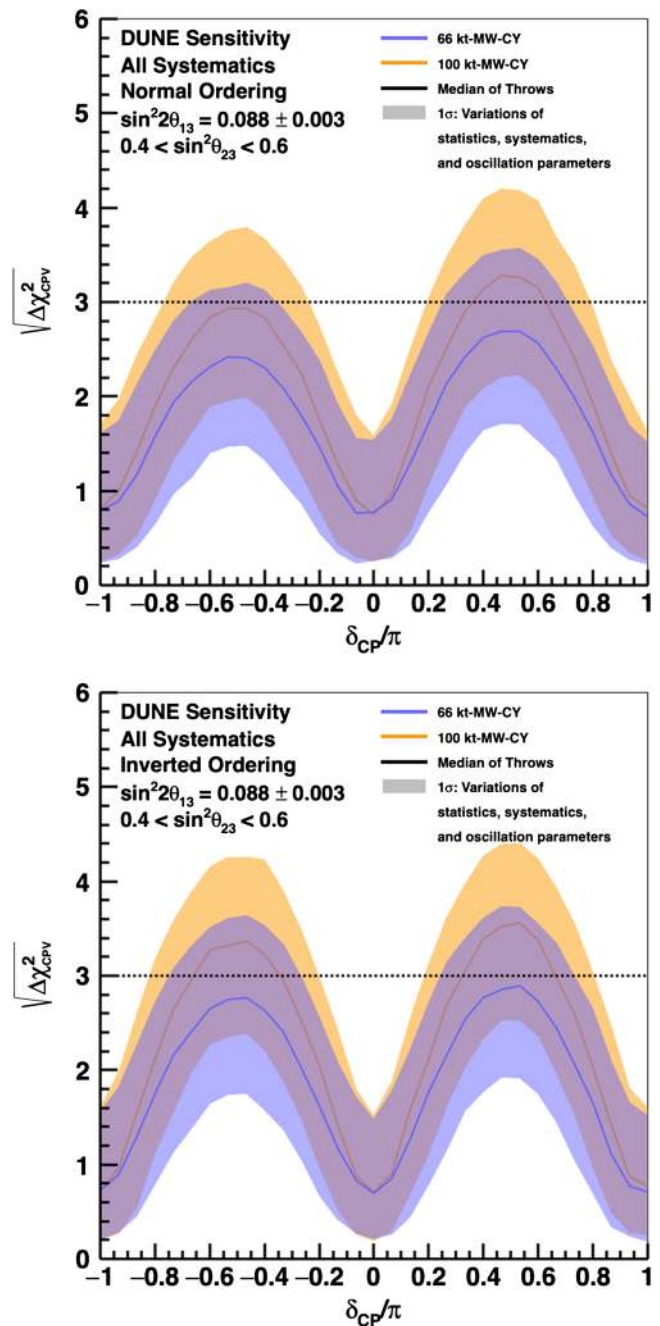 DUNE Sensitivity
All Systematics
Normal Ordering
sin²2θ₁₃ = 0.088 ± 0.003
0.4 < sin²θ₂₃ < 0.6
66 kt-MW-CY
100 kt-MW-CY
Median of Throws
1σ: Variations of
statistics, systematics,
and oscillation parameters
√Δχ²CPV
6
5
4
3
2
1
0
−1 −0.8 −0.6 −0.4 −0.2 0 0.2 0.4 0.6 0.8 1
δCP/π
DUNE Sensitivity
All Systematics
Inverted Ordering
sin²2θ₁₃ = 0.088 ± 0.003
0.4 < sin²θ₂₃ < 0.6
66 kt-MW-CY
100 kt-MW-CY
Median of Throws
1σ: Variations of
statistics, systematics,
and oscillation parameters
√Δχ²CPV
6
5
4
3
2
1
0
−1 −0.8 −0.6 −0.4 −0.2 0 0.2 0.4 0.6 0.8 1
δCP/π